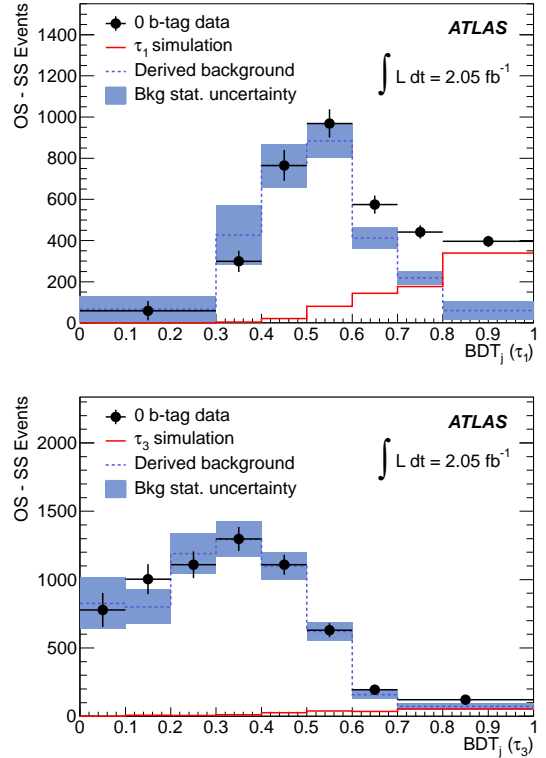 OS - SS Events
1400
1200
1000
800
600
400
200
0
0 b-tag data
τ1 simulation
Derived background
Bkg stat. uncertainty
ATLAS
∫ L dt = 2.05 fb-1
0 0.1 0.2 0.3 0.4 0.5 0.6 0.7 0.8 0.9 1
BDTj (τ1)
OS - SS Events
2000
1500
1000
500
0
0 b-tag data
τ3 simulation
Derived background
Bkg stat. uncertainty
ATLAS
∫ L dt = 2.05 fb-1
0 0.1 0.2 0.3 0.4 0.5 0.6 0.7 0.8 0.9 1
BDTj (τ3)